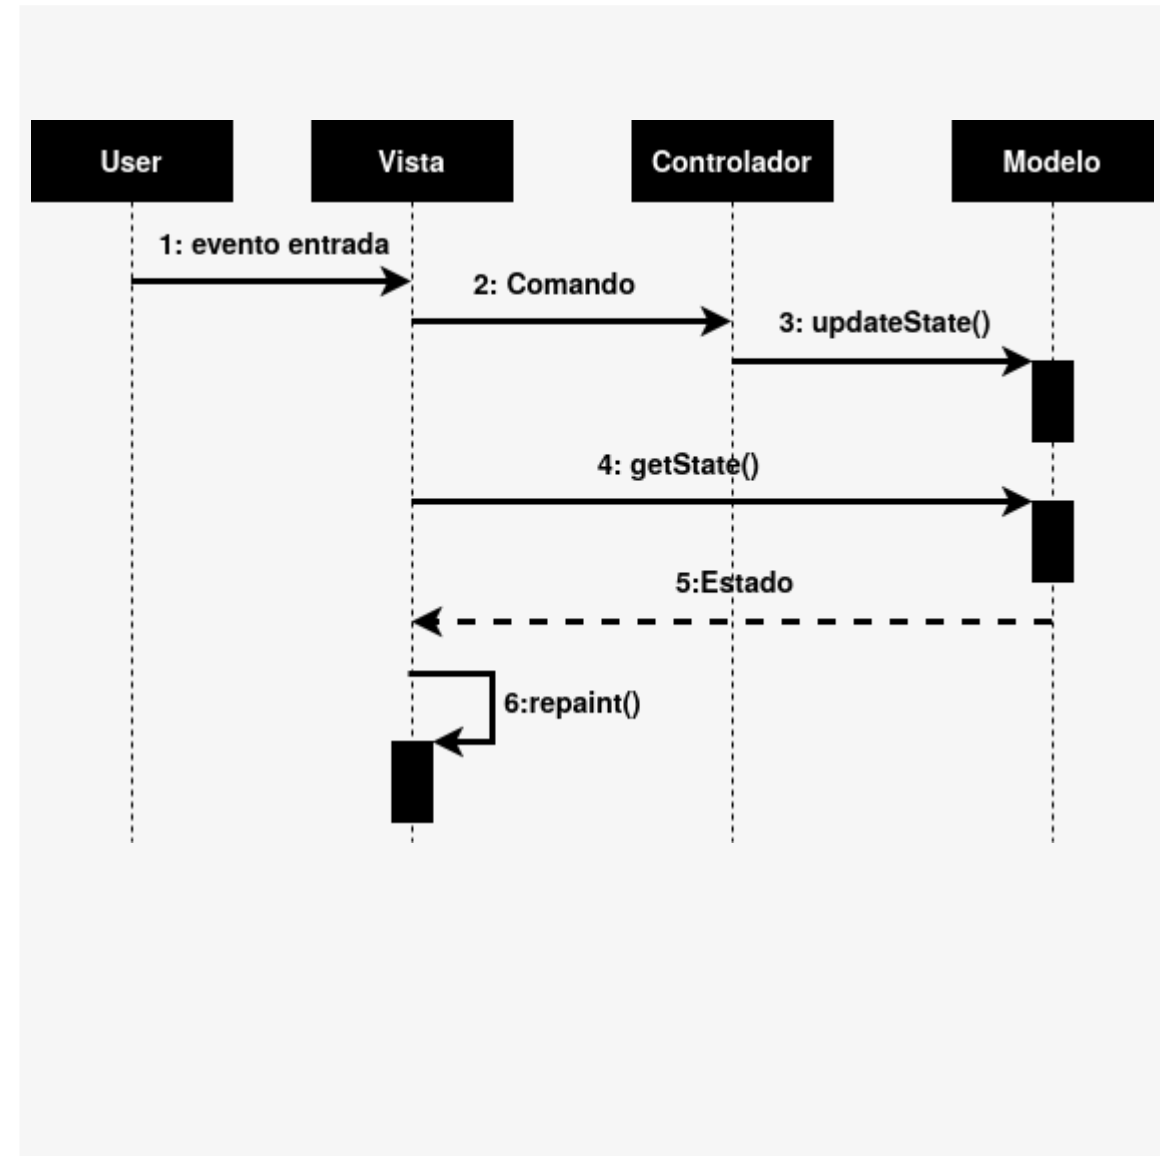 User
Vista
Controlador
Modelo
1: evento entrada
2: Comando
3: updateState()
4: getState()
5:Estado
6:repaint()